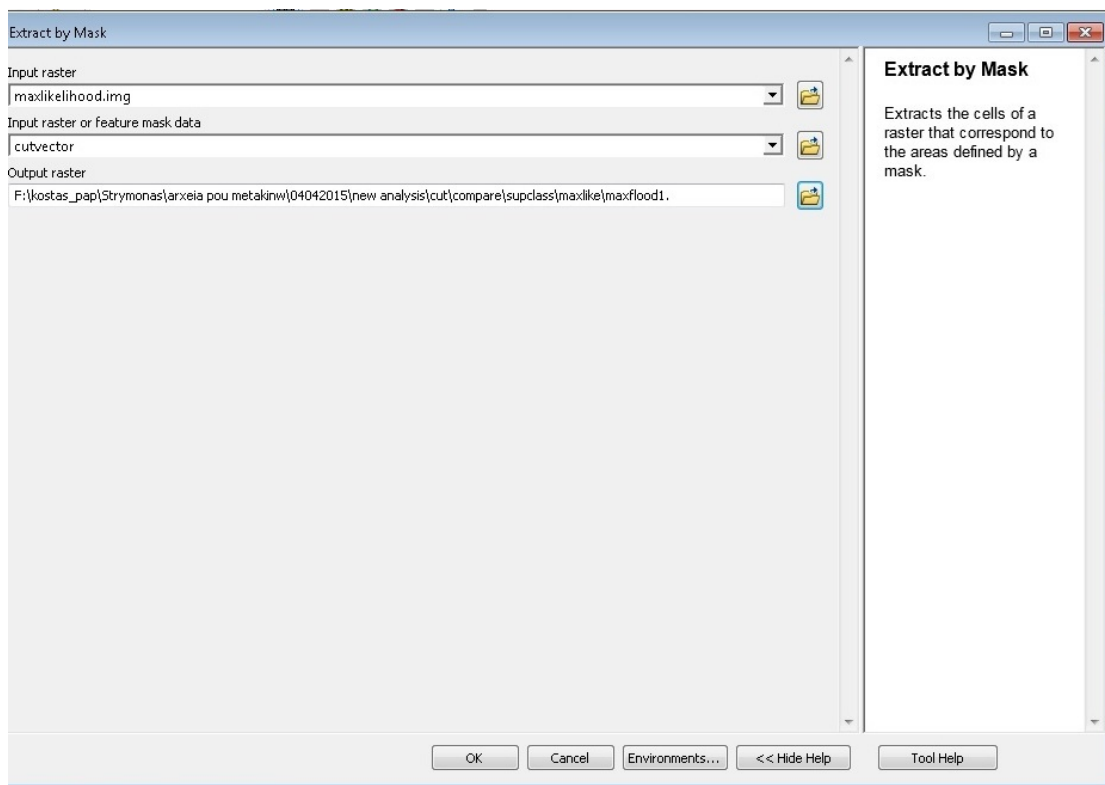 Extract by Mask
Input raster
maxlikelihood.img
Input raster or feature mask data
cutvector
Output raster
F:\kostas_pap\Strymonas\arxeia pou metakinw\04042015\new analysis\cut\compare\supclass\maxlike\maxflood1.
Extract by Mask
Extracts the cells of a
raster that correspond to
the areas defined by a
mask.
OK
Cancel
Environments...
<< Hide Help
Tool Help